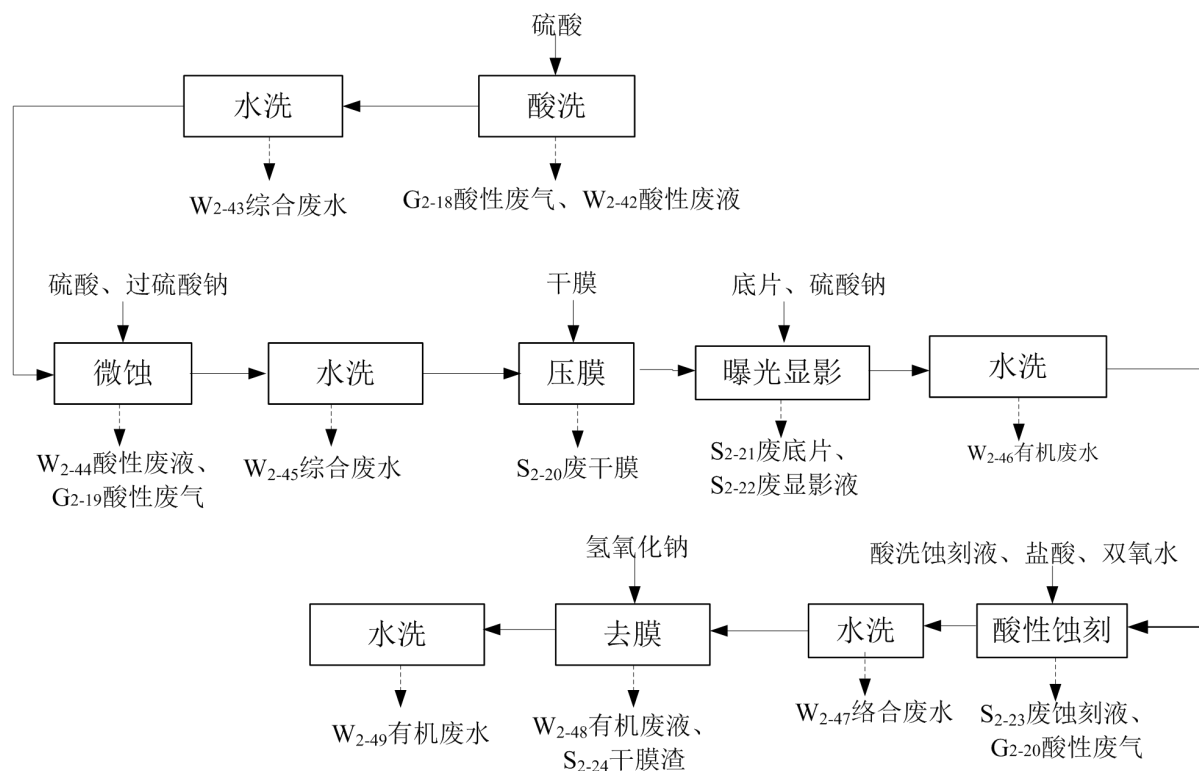 硫酸
水洗
酸洗
W2-43综合废水
G2-18酸性废气、W2-42酸性废液
硫酸、过硫酸钠
干膜
底片、硫酸钠
微蚀
水洗
压膜
曝光显影
水洗
W2-44酸性废液、
G2-19酸性废气
W2-45综合废水
S2-20废干膜
S2-21废底片、
S2-22废显影液
W2-46有机废水
氢氧化钠
酸洗蚀刻液、盐酸、双氧水
水洗
去膜
水洗
酸性蚀刻
W2-49有机废水
W2-48有机废液、
S2-24干膜渣
W2-47络合废水
S2-23废蚀刻液、
G2-20酸性废气